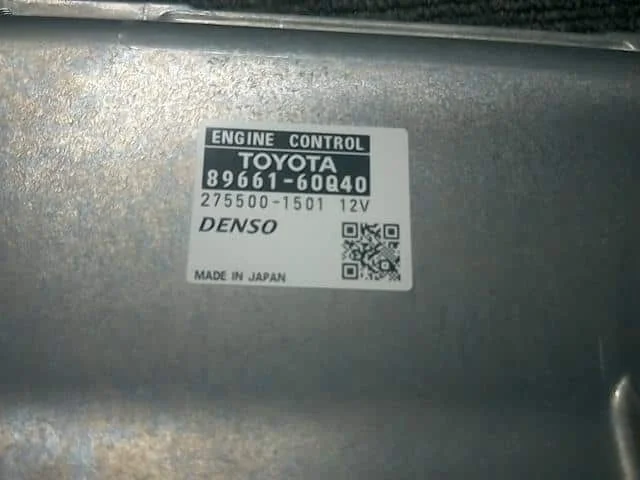 ENGINE CONTROL
TOYOTA
89661-60Q40
275500-1501 12V
DENSO
MADE IN JAPAN